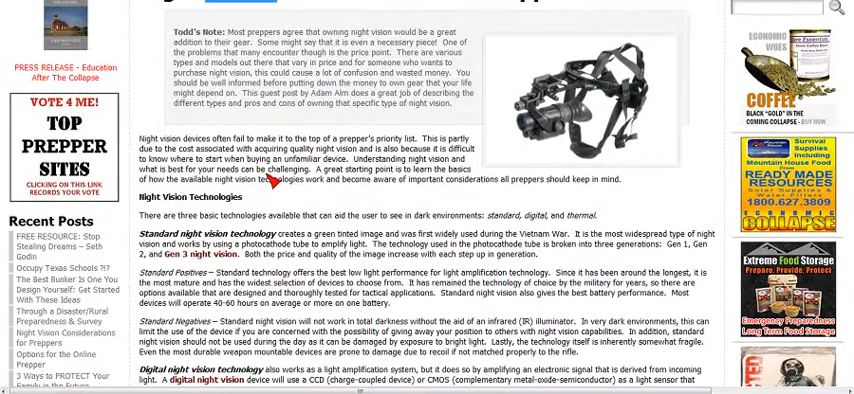 PRESS RELEASE - Education
After The Collapse
VOTE 4 ME!
TOP
PREPPER
SITES
CLICKING ON THIS LINK
RECORDS YOUR VOTE
Recent Posts
FREE RESOURCE: Stop
Stealing Dreams – Seth
Godin
Occupy Texas Schools ?!?
The Best Bunker Is One You
Design Yourself: Get Started
With These Ideas
Through a Disaster/Rural
Preparedness & Survey
Night Vision Considerations
for Preppers
Options for the Online
Prepper
3 Ways to PROTECT Your
Family in the Future
Todd's Note: Most preppers agree that owning night vision would be a great
addition to their gear. Some might say that it is even a necessary piece! One of
the problems that many encounter though is the price point. There are various
types and models out there that vary in price and for someone who wants to
purchase night vision, this could cause a lot of confusion and wasted money. You
should be well informed before putting down the money to own gear that your life
might depend on. This guest post by Adam Alm does a great job of describing the
different types and pros and cons of owning that specific type of night vision.
Night vision devices often fail to make it to the top of a prepper's priority list. This is partly
due to the cost associated with acquiring quality night vision and is also because it is difficult
to know where to start when buying an unfamiliar device. Understanding night vision and
what is best for your needs can be challenging. A great starting point is to learn the basics
of how the available night vision technologies work and become aware of important considerations all preppers should keep in mind.
Night Vision Technologies
There are three basic technologies available that can aid the user to see in dark environments: standard, digital, and thermal.
Standard night vision technology creates a green tinted image and was first widely used during the Vietnam War. It is the most widespread type of night
vision and works by using a photocathode tube to amplify light. The technology used in the photocathode tube is broken into three generations: Gen 1, Gen
2, and Gen 3 night vision. Both the price and quality of the image increase with each step up in generation.
Standard Positives – Standard technology offers the best low light performance for light amplification technology. Since it has been around the longest, it is
the most mature and has the widest selection of devices to choose from. It has remained the technology of choice by the military for years, so there are
options available that are designed and thoroughly tested for tactical applications. Standard night vision also gives the best battery performance. Most
devices will operate 40-60 hours on average or more on one battery.
Standard Negatives – Standard night vision will not work in total darkness without the aid of an infrared (IR) illuminator. In very dark environments, this can
limit the use of the device if you are concerned with the possibility of giving away your position to others with night vision capabilities. In addition, standard
night vision should not be used during the day as it can be damaged by exposure to bright light. Lastly, the technology itself is inherently somewhat fragile.
Even the most durable weapon mountable devices are prone to damage due to recoil if not matched properly to the rifle.
Digital night vision technology also works as a light amplification system, but it does so by amplifying an electronic signal that is derived from incoming
light. A digital night vision device will use a CCD (charge-coupled device) or CMOS (complementary metal-oxide-semiconductor) as a light sensor that
ECONOMIC
WOES
COFFEE
BLACK "GOLD" IN THE
COMING COLLAPSE - BUY NOW
Survival
Supplies
Including
Mountain House
Food
From
READY MADE
RESOURCES
Solar
Batteries
Water Filters
1800.627.3809
ECONOMIC
COLLAPSE
Extreme Food Storage
Prepare, Provide, Protect
Emergency Preparedness
Long Term Food Storage